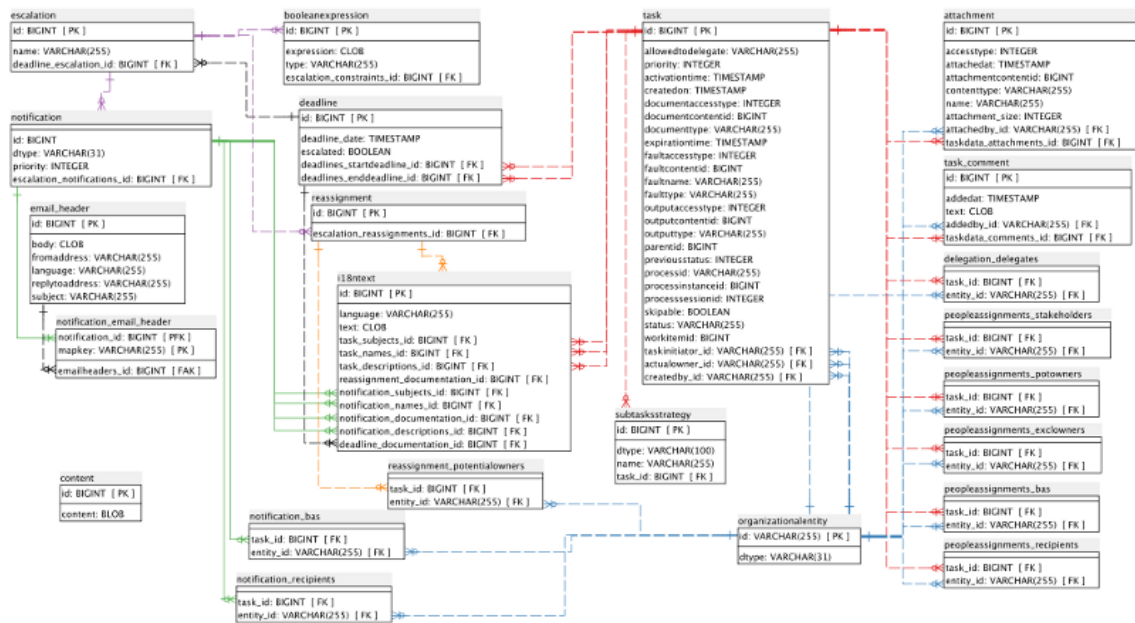 escalation
id: BIGINT [ PK ]
name: VARCHAR(255)
deadline_escalation_id: BIGINT [ FK ]
booleanexpression
id: BIGINT [ PK ]
expression: CLOB
type: VARCHAR(255)
escalation_constraints_id: BIGINT [ FK ]
task
id: BIGINT [ PK ]
allowedtodelegate: VARCHAR(255)
priority: INTEGER
activationtime: TIMESTAMP
createdon: TIMESTAMP
documentaccesstype: INTEGER
documentcontentid: BIGINT
documenttype: VARCHAR(255)
expirationtime: TIMESTAMP
faultaccesstype: INTEGER
faultcontentid: BIGINT
faultname: VARCHAR(255)
faulttype: VARCHAR(255)
outputaccesstype: INTEGER
outputcontentid: BIGINT
outputtype: VARCHAR(255)
parentid: BIGINT
previousstatus: INTEGER
processid: VARCHAR(255)
processinstanceid: BIGINT
processsessionid: INTEGER
skipable: BOOLEAN
status: VARCHAR(255)
workitemid: BIGINT
taskinitiator_id: VARCHAR(255) [ FK ]
actualowner_id: VARCHAR(255) [ FK ]
createdby_id: VARCHAR(255) [ FK ]
attachment
id: BIGINT [ PK ]
accesstype: INTEGER
attachedat: TIMESTAMP
attachmentcontentid: BIGINT
contenttype: VARCHAR(255)
name: VARCHAR(255)
attachment_size: INTEGER
attachedby_id: VARCHAR(255) [ FK ]
taskdata_attachments_id: BIGINT [ FK ]
notification
id: BIGINT
dtype: VARCHAR(31)
priority: INTEGER
escalation_notifications_id: BIGINT [ FK ]
deadline
id: BIGINT [ PK ]
deadline_date: TIMESTAMP
escalated: BOOLEAN
deadlines_startdeadline_id: BIGINT [ FK ]
deadlines_enddeadline_id: BIGINT [ FK ]
task_comment
id: BIGINT [ PK ]
addedat: TIMESTAMP
text: CLOB
addedby_id: VARCHAR(255) [ FK ]
taskdata_comments_id: BIGINT [ FK ]
reassignment
id: BIGINT [ PK ]
escalation_reassignments_id: BIGINT [ FK ]
email_header
id: BIGINT [ PK ]
body: CLOB
fromaddress: VARCHAR(255)
language: VARCHAR(255)
replytoaddress: VARCHAR(255)
subject: VARCHAR(255)
delegation_delegates
task_id: BIGINT [ FK ]
entity_id: VARCHAR(255) [ FK ]
i18ntext
id: BIGINT [ PK ]
language: VARCHAR(255)
text: CLOB
task_subjects_id: BIGINT [ FK ]
task_names_id: BIGINT [ FK ]
task_descriptions_id: BIGINT [ FK ]
reassignment_documentation_id: BIGINT [ FK ]
notification_subjects_id: BIGINT [ FK ]
notification_names_id: BIGINT [ FK ]
notification_documentation_id: BIGINT [ FK ]
notification_descriptions_id: BIGINT [ FK ]
deadline_documentation_id: BIGINT [ FK ]
notification_email_header
notification_id: BIGINT [ PFK ]
mapkey: VARCHAR(255) [ PK ]
emailheaders_id: BIGINT [ FAK ]
peopleassignments_stakeholders
task_id: BIGINT [ FK ]
entity_id: VARCHAR(255) [ FK ]
peopleassignments_potowners
task_id: BIGINT [ FK ]
entity_id: VARCHAR(255) [ FK ]
subtasksstrategy
id: BIGINT [ PK ]
dtype: VARCHAR(100)
name: VARCHAR(255)
task_id: BIGINT [ FK ]
peopleassignments_exclowners
task_id: BIGINT [ FK ]
entity_id: VARCHAR(255) [ FK ]
content
id: BIGINT [ PK ]
content: BLOB
reassignment_potentialowners
task_id: BIGINT [ FK ]
entity_id: VARCHAR(255) [ FK ]
peopleassignments_bas
task_id: BIGINT [ FK ]
entity_id: VARCHAR(255) [ FK ]
notification_bas
task_id: BIGINT [ FK ]
entity_id: VARCHAR(255) [ FK ]
organizationalentity
id: VARCHAR(255) [ PK ]
dtype: VARCHAR(31)
peopleassignments_recipients
task_id: BIGINT [ FK ]
entity_id: VARCHAR(255) [ FK ]
notification_recipients
task_id: BIGINT [ FK ]
entity_id: VARCHAR(255) [ FK ]